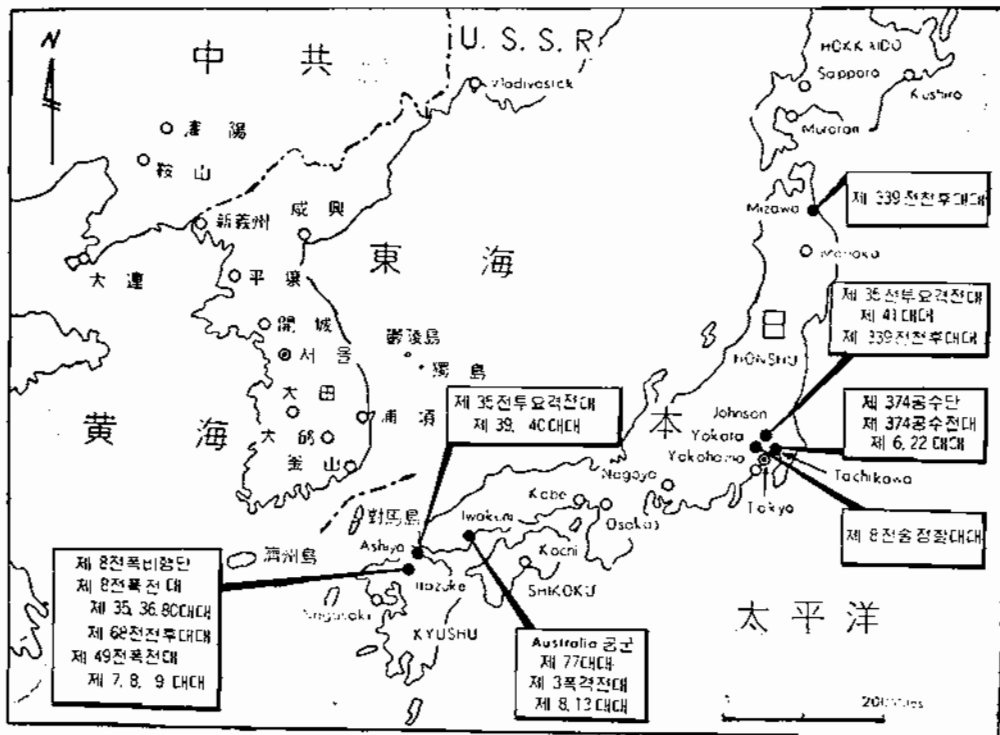 N
中 共
U. S. S. R
Vladivostck
HOKKAIDO
Sapporo
Kushiro
Muroran
瀋 陽
鞍 山
新義州
咸 興
大 連
平 壤
開 城
서 울
大 田
大 邱
釜 山
浦 項
東 海
黄 海
鬱陵島
獨 島
對馬島
濟州島
日
本
HONSHU
Mizawa
제 339전천후대대
Morioka
제 35전투요격전대
제 41대대
제 339전천후대대
Johnson
Yokota
Yokohama
Tachikawa
Tokyo
제 374공수단
제 374공수전대
제 6, 22 대대
제 8전술정찰대대
제 35전투요격전대
제 39, 40대대
Nagoya
Kobe
Osaka
Iwakuni
Ashiya
Itazuke
Kochi
SHIKOKU
Nagasaki
KYUSHU
제 8전폭비행단
제 8전폭전대
제 35, 36, 80대대
제 68전천후대대
제 49전폭전대
제 7, 8, 9 대대
Australia 공군
제 77대대
제 3폭격전대
제 8, 13 대대
太 平 洋